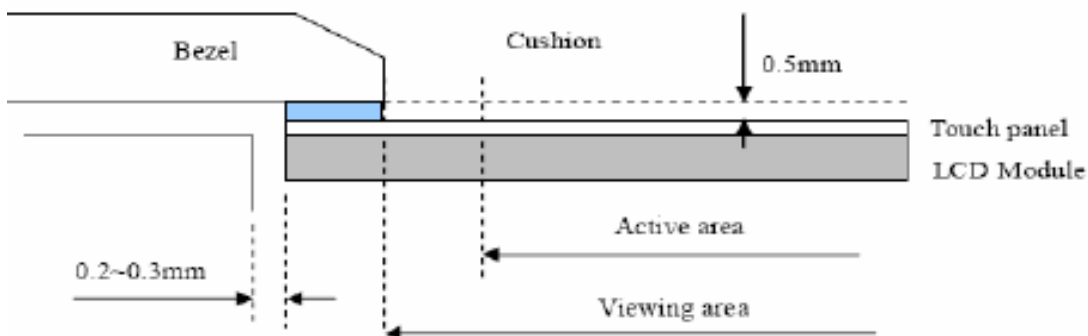 Bezel
Cushion
0.5mm
Touch panel
LCD Module
Active area
0.2~0.3mm
Viewing area